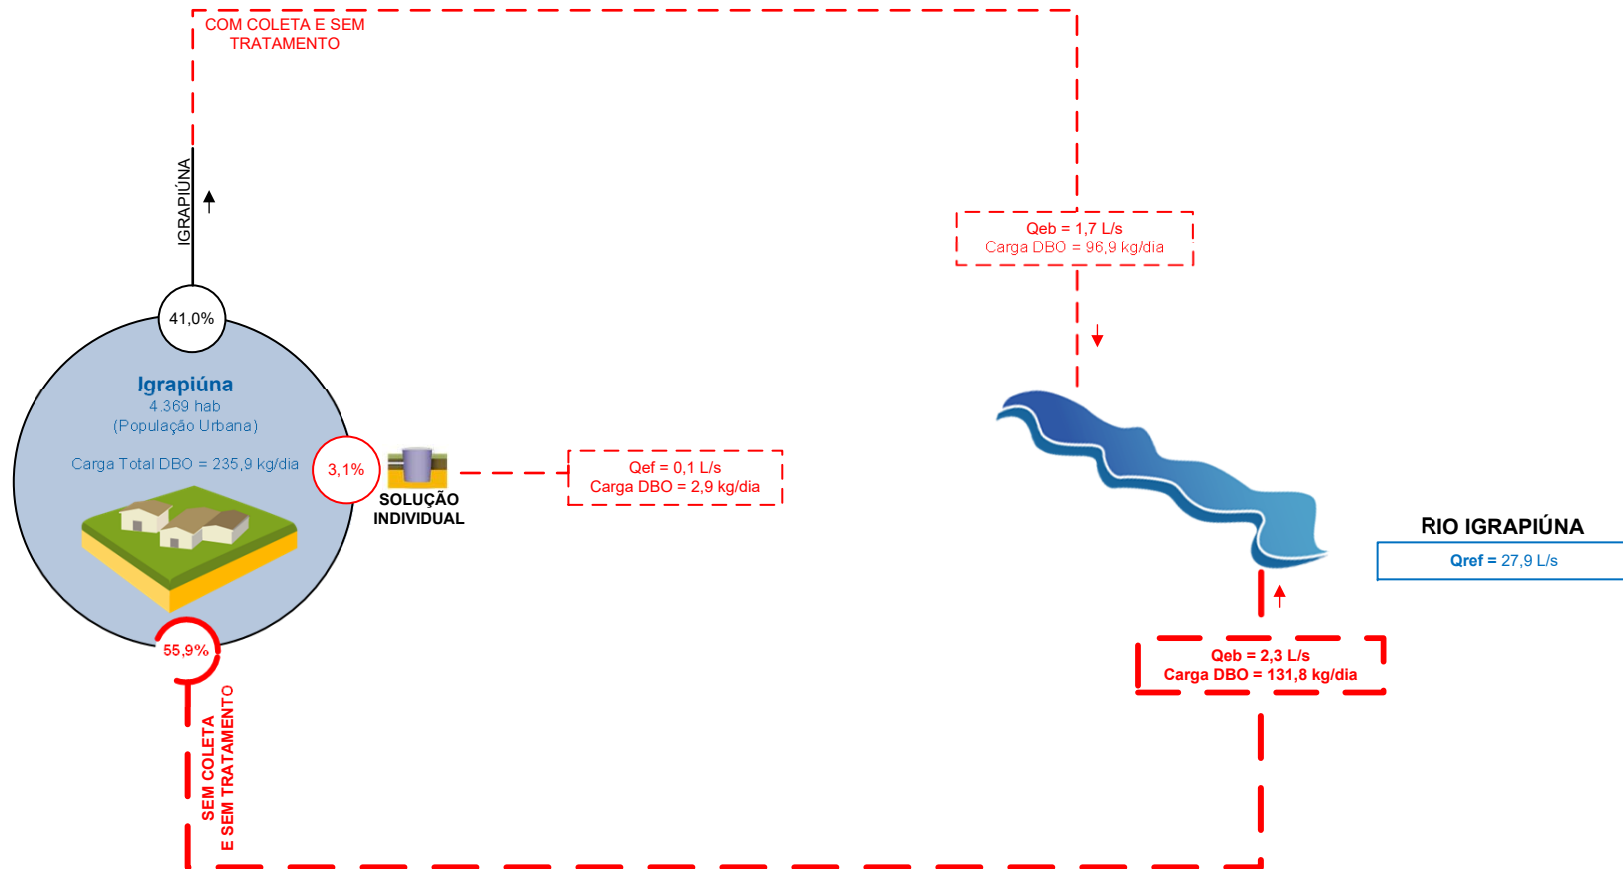 COM COLETA E SEM
TRATAMENTO
IGRAPIÚNA
Qeb = 1,7 L/s
Carga DBO = 96,9 kg/dia
41,0%
Igrapiúna
4.369 hab
(População Urbana)
Carga Total DBO = 235,9 kg/dia
3,1%
SOLUÇÃO
INDIVIDUAL
Qef = 0,1 L/s
Carga DBO = 2,9 kg/dia
RIO IGRAPIÚNA
Qref = 27,9 L/s
55,9%
SEM COLETA
E SEM TRATAMENTO
Qeb = 2,3 L/s
Carga DBO = 131,8 kg/dia